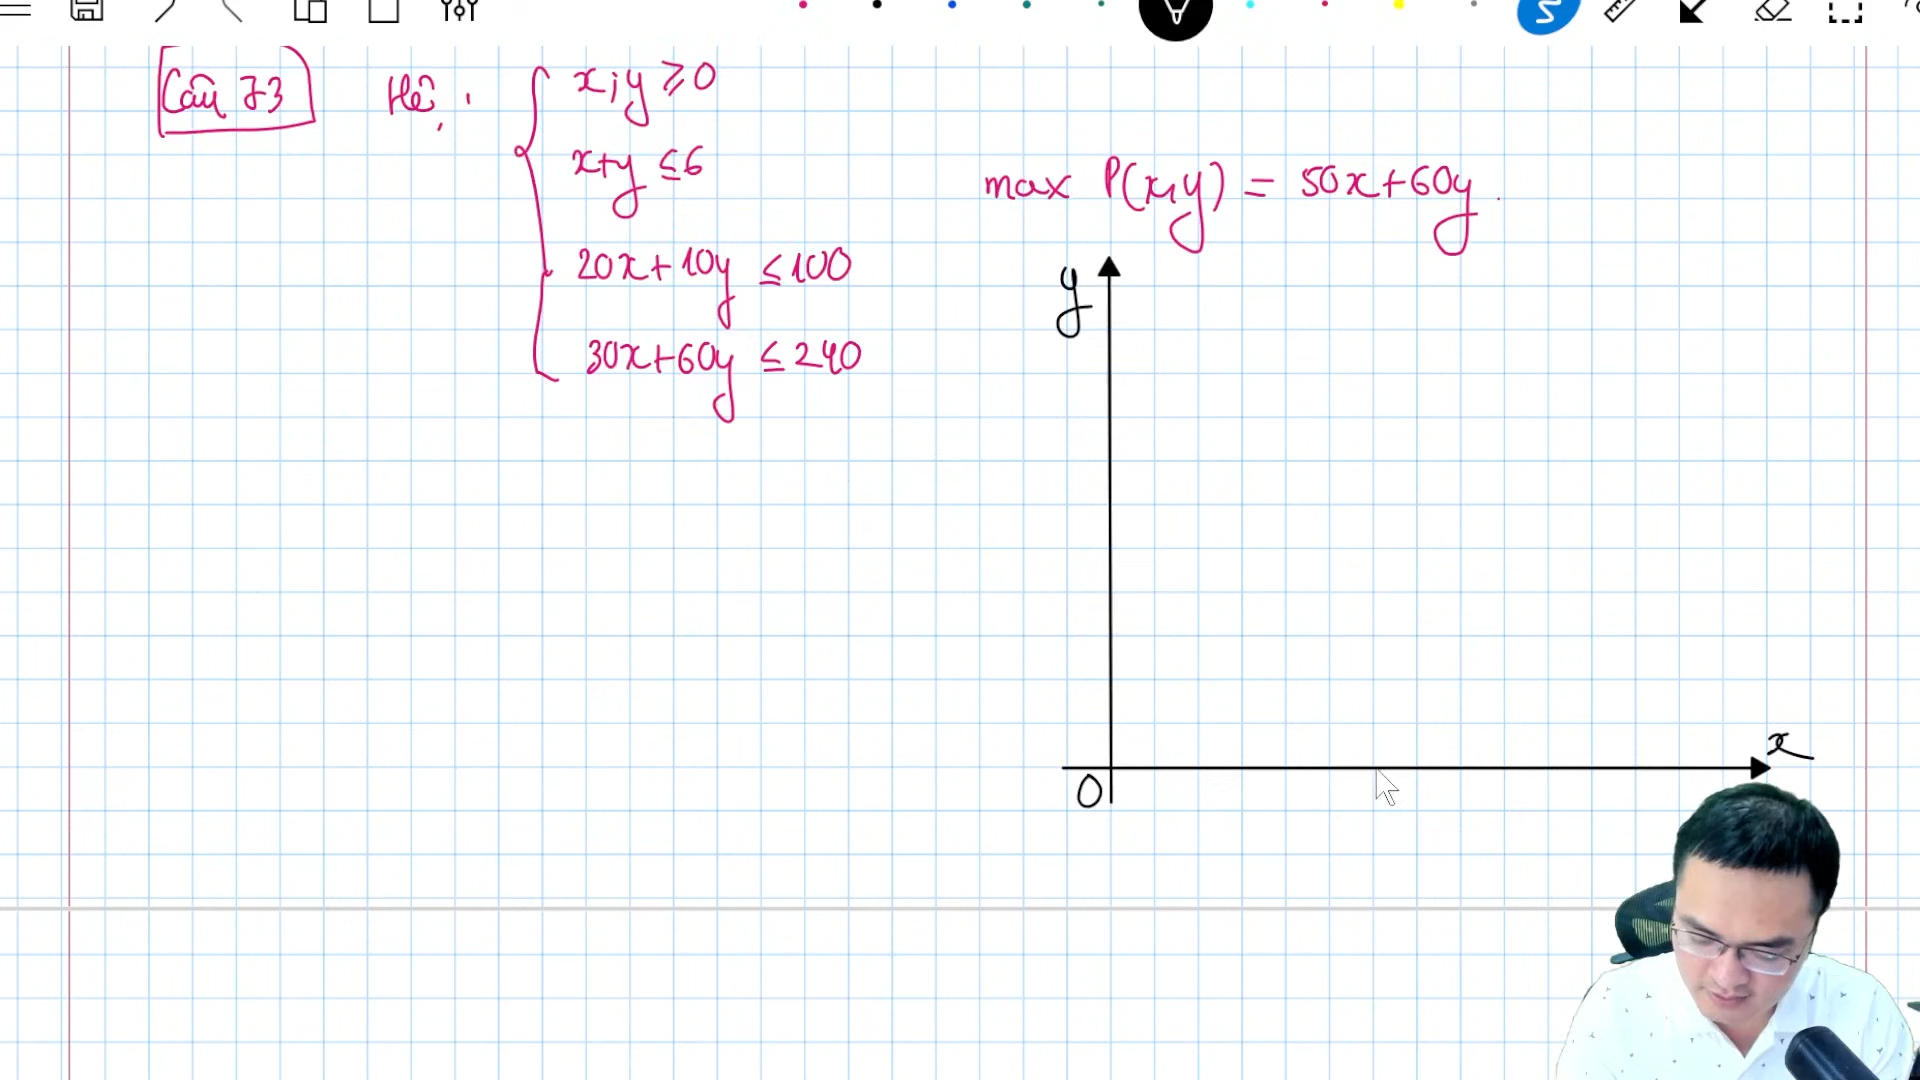 Câu 73 Hệ:
x;y ≥ 0
x+y ≤ 6
20x+10y ≤ 100
30x+60y ≤ 240
max P(x,y) = 50x+60y.
y
x
O